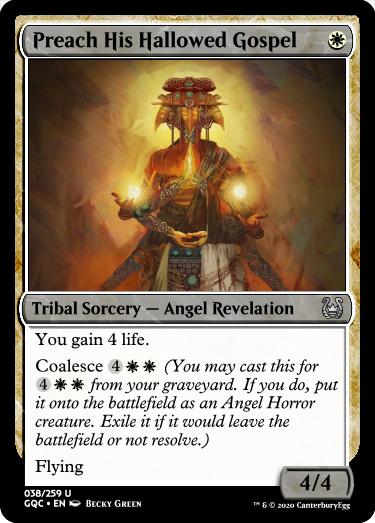 Preach His Hallowed Gospel
Tribal Sorcery — Angel Revelation
You gain 4 life.
Coalesce 4 (You may cast this for
4 from your graveyard. If you do, put
it onto the battlefield as an Angel Horror
creature. Exile it if it would leave the
battlefield or not resolve.)
Flying
4/4
038/259 U
GQC • EN Becky Green
™ & © 2020 CanterburyEgg